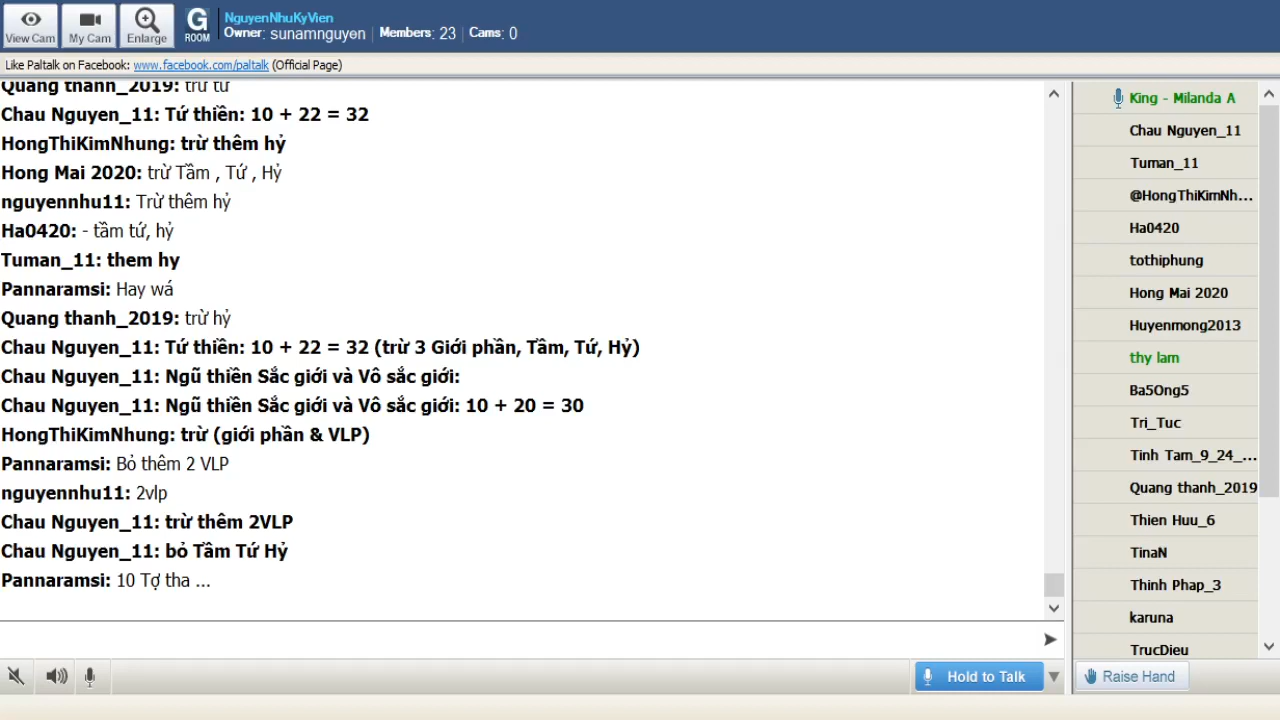 View Cam
My Cam
Enlarge
G
ROOM
NguyenNhuKyVien
Owner: sunamnguyen Members: 23 Cams: 0
Like Paltalk on Facebook: www.facebook.com/paltalk (Official Page)
Quang thanh_2019: trừ tứ
Chau Nguyen_11: Tứ thiền: 10 + 22 = 32
HongThiKimNhung: trừ thêm hỷ
Hong Mai 2020: trừ Tầm , Tứ , Hỷ
nguyennhu11: Trừ thêm hỷ
Ha0420: - tầm tứ, hỷ
Tuman_11: them hy
Pannaramsi: Hay wá
Quang thanh_2019: trừ hỷ
Chau Nguyen_11: Tứ thiền: 10 + 22 = 32 (trừ 3 Giới phần, Tầm, Tứ, Hỷ)
Chau Nguyen_11: Ngũ thiền Sắc giới và Vô sắc giới:
Chau Nguyen_11: Ngũ thiền Sắc giới và Vô sắc giới: 10 + 20 = 30
HongThiKimNhung: trừ (giới phần & VLP)
Pannaramsi: Bỏ thêm 2 VLP
nguyennhu11: 2vlp
Chau Nguyen_11: trừ thêm 2VLP
Chau Nguyen_11: bỏ Tầm Tứ Hỷ
Pannaramsi: 10 Tợ tha ...
Hold to Talk
King - Milanda A
Chau Nguyen_11
Tuman_11
@HongThiKimNh...
Ha0420
tothiphung
Hong Mai 2020
Huyenmong2013
thy lam
Ba5Ong5
Tri_Tuc
Tinh Tam_9_24_...
Quang thanh_2019
Thien Huu_6
TinaN
Thinh Phap_3
karuna
TrucDieu
Raise Hand